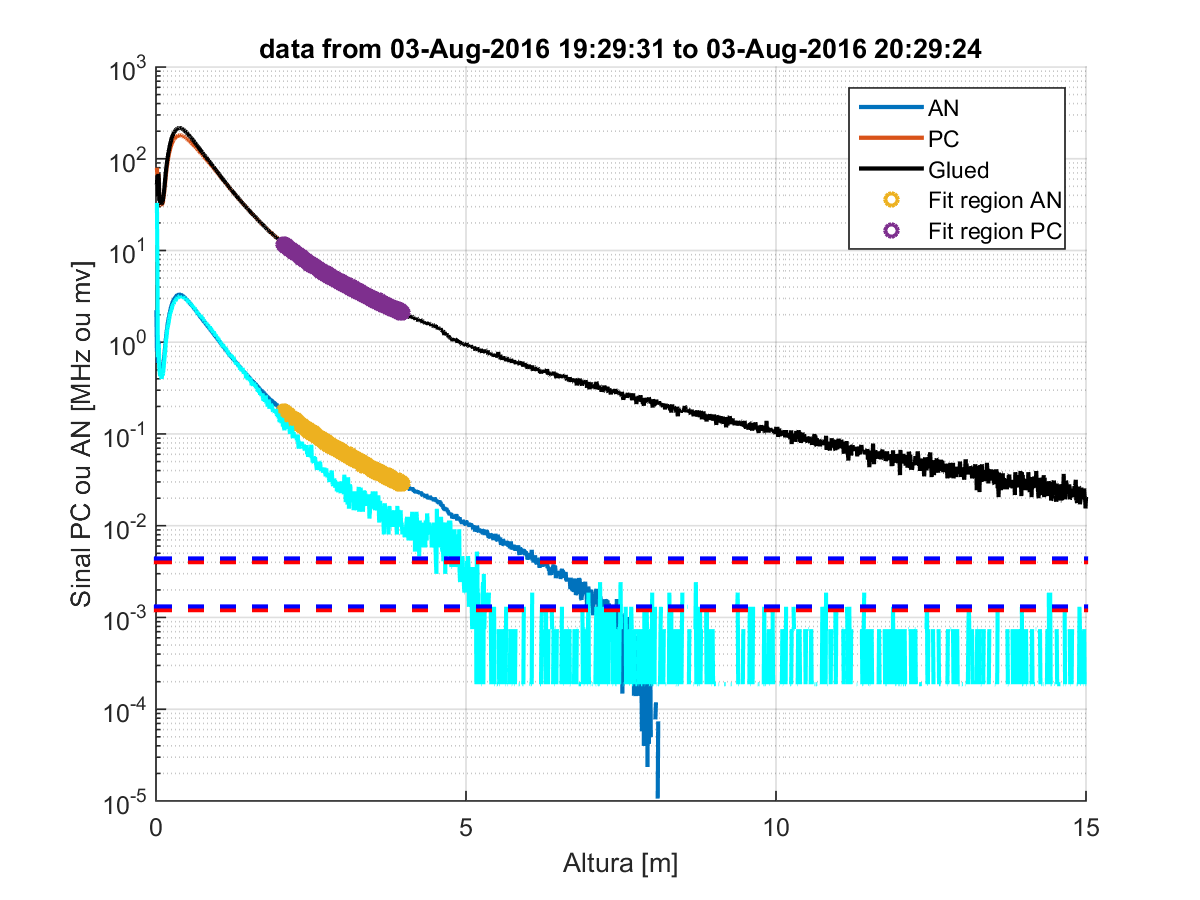 data from 03-Aug-2016 19:29:31 to 03-Aug-2016 20:29:24
Sinal PC ou AN [MHz ou mv]
10^3
10^2
10^1
10^0
10^-1
10^-2
10^-3
10^-4
10^-5
AN
PC
Glued
Fit region AN
Fit region PC
0 5 10 15
Altura [m]